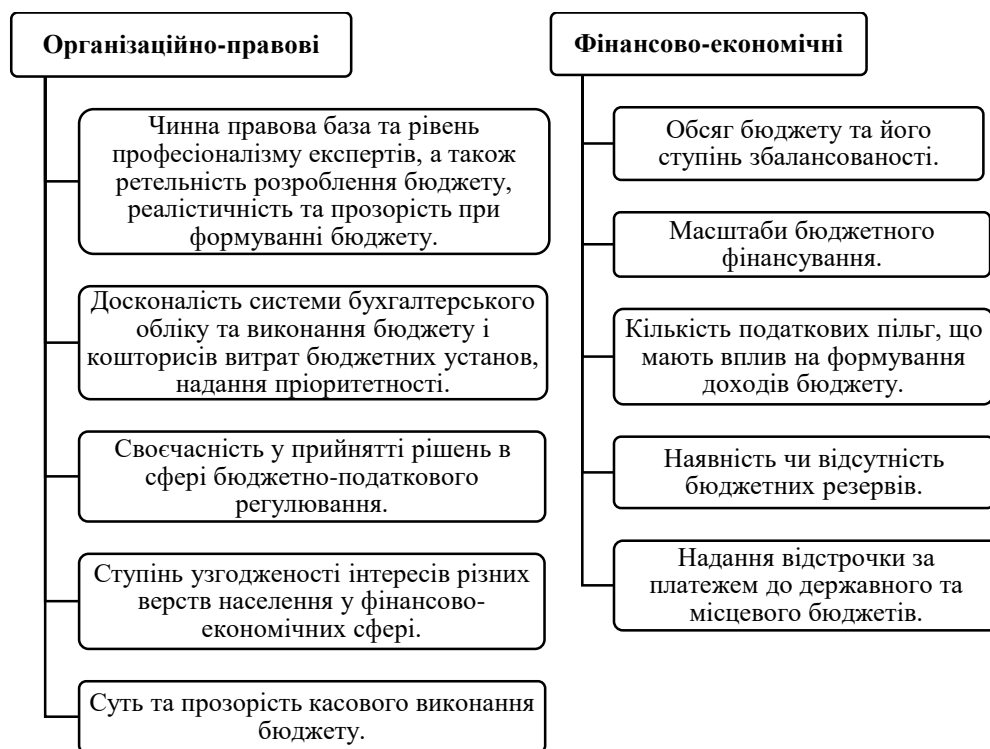 Організаційно-правові
Чинна правова база та рівень
професіоналізму експертів, а також
ретельність розроблення бюджету,
реалістичність та прозорість при
формуванні бюджету.
Досконалість системи бухгалтерського
обліку та виконання бюджету і
кошторисів витрат бюджетних установ,
надання пріоритетності.
Своєчасність у прийнятті рішень в
сфері бюджетно-податкового
регулювання.
Ступінь узгодженості інтересів різних
верств населення у фінансово-
економічних сфері.
Суть та прозорість касового виконання
бюджету.
Фінансово-економічні
Обсяг бюджету та його
ступінь збалансованості.
Масштаби бюджетного
фінансування.
Кількість податкових пільг, що
мають вплив на формування
доходів бюджету.
Наявність чи відсутність
бюджетних резервів.
Надання відстрочки за
платежем до державного та
місцевого бюджетів.